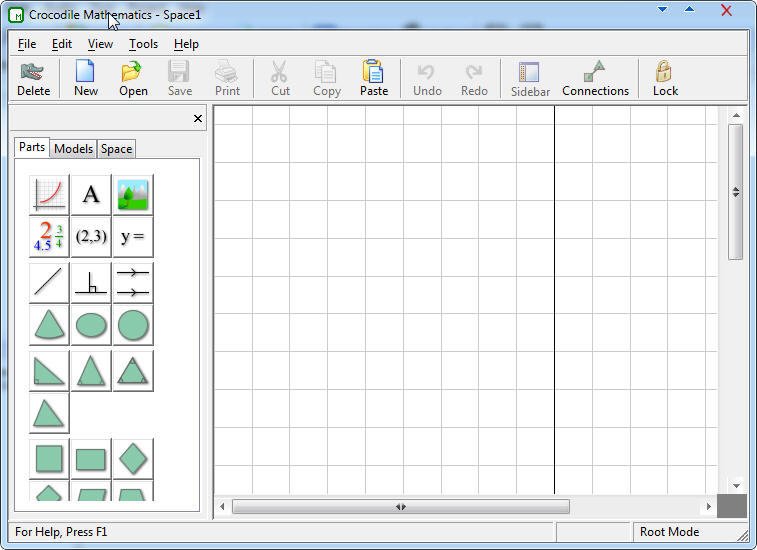 Crocodile Mathematics - Space1
File Edit View Tools Help
Delete New Open Save Print Cut Copy Paste Undo Redo Sidebar Connections Lock
Parts Models Space
A
2 3/4 4.5 (2,3) y =
For Help, Press F1 Root Mode